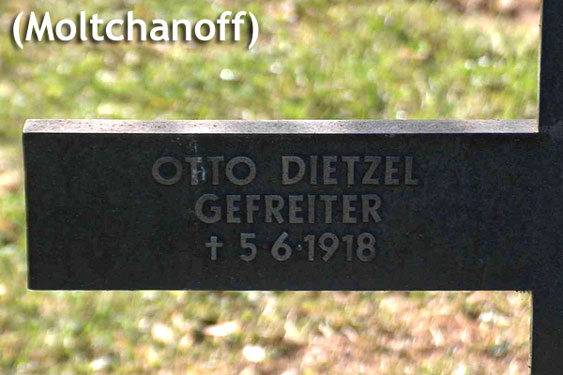 (Moltchanoff)
OTTO DIETZEL
GEFREITER
† 5·6·1918